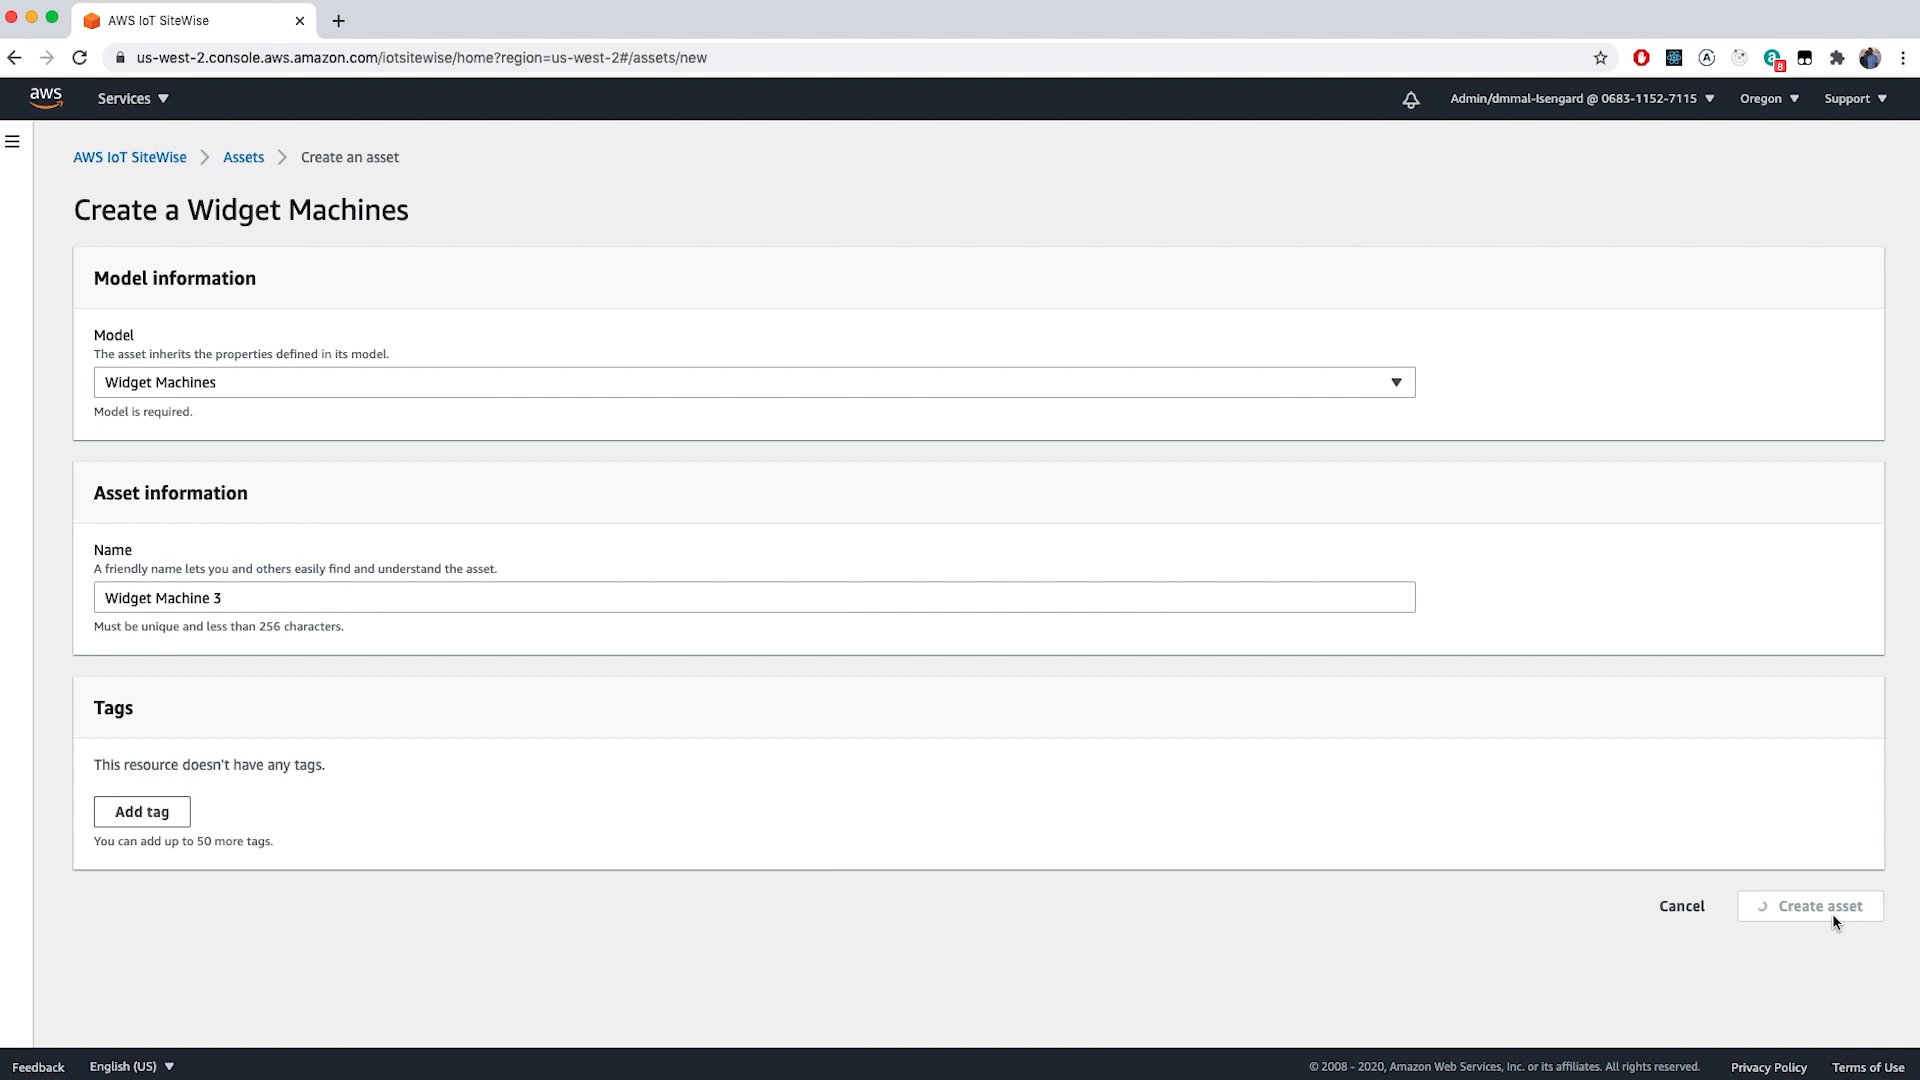 AWS IoT SiteWise
us-west-2.console.aws.amazon.com/iotsitewise/home?region=us-west-2#/assets/new
8
aws
Services
Admin/dmmal-Isengard @ 0683-1152-7115
Oregon
Support
AWS IoT SiteWise
Assets
Create an asset
Create a Widget Machines
Model information
Model
The asset inherits the properties defined in its model.
Widget Machines
Model is required.
Asset information
Name
A friendly name lets you and others easily find and understand the asset.
Widget Machine 3
Must be unique and less than 256 characters.
Tags
This resource doesn't have any tags.
Add tag
You can add up to 50 more tags.
Cancel
Create asset
Feedback
English (US)
© 2008 - 2020, Amazon Web Services, Inc. or its affiliates. All rights reserved.
Privacy Policy
Terms of Use